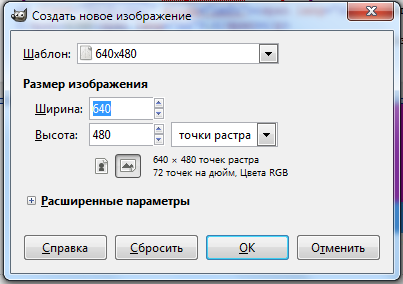 Создать новое изображение
Шаблон: 640x480
Размер изображения
Ширина: 640
Высота: 480 точки растра
640 × 480 точек растра
72 точек на дюйм, Цвета RGB
Расширенные параметры
Справка Сбросить ОК Отменить